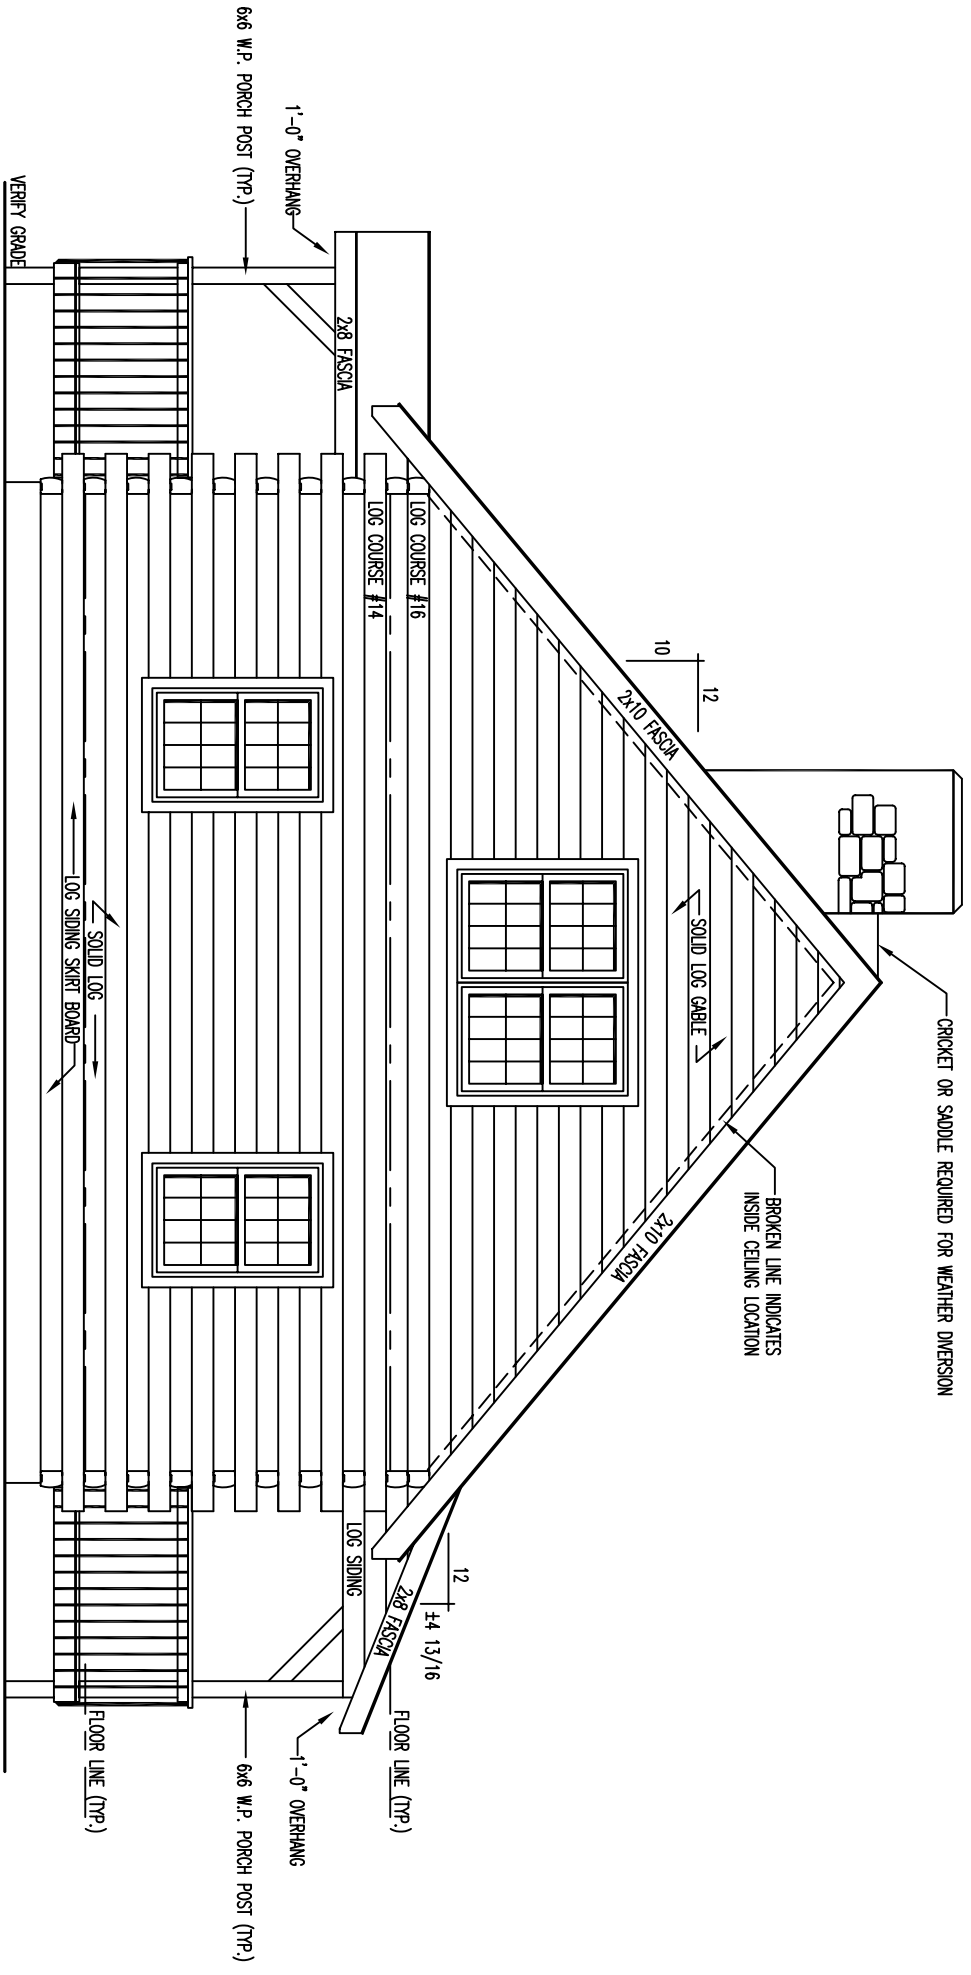 CRICKET OR SADDLE REQUIRED FOR WEATHER DIVERSION
BROKEN LINE INDICATES
INSIDE CEILING LOCATION
12
10
2x10 FASCIA
SOLID LOG GABLE
2x10 FASCIA
12
±4 13/16
LOG COURSE #16
LOG COURSE #14
2x8 FASCIA
FLOOR LINE (TYP.)
1'-0" OVERHANG
2x8 FASCIA
LOG SIDING
1'-0" OVERHANG
6x6 W.P. PORCH POST (TYP.)
6x6 W.P. PORCH POST (TYP.)
SOLID LOG
LOG SIDING SKIRT BOARD
FLOOR LINE (TYP.)
VERIFY GRADE